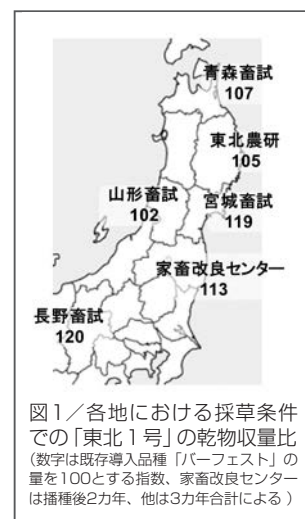 青森畜試
107
東北農研
105
山形畜試
102
宮城畜試
119
家畜改良センター
113
長野畜試
120
図1／各地における採草条件
での「東北1号」の乾物収量比
（数字は既存導入品種「バーフェスト」の
量を100とする指数、家畜改良センター
は播種後2カ年、他は3カ年合計による）